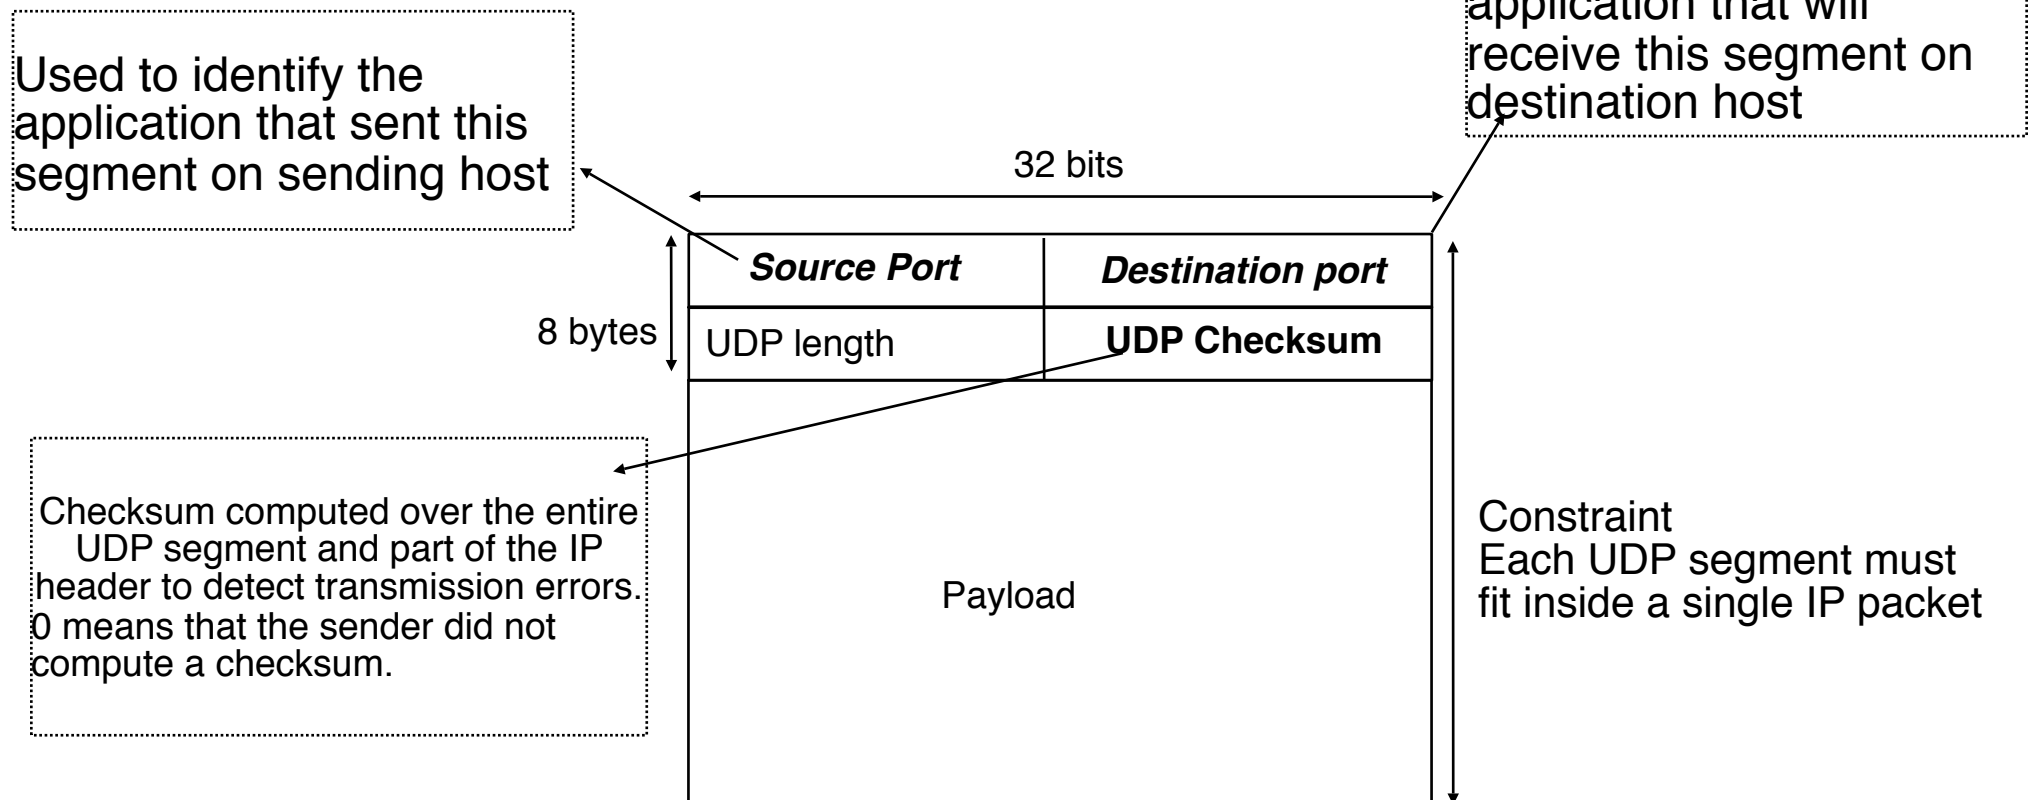 Used to identify the
application that sent this
segment on sending host
application that will
receive this segment on
destination host
32 bits
Source Port
Destination port
8 bytes
UDP length
UDP Checksum
Checksum computed over the entire
UDP segment and part of the IP
header to detect transmission errors.
0 means that the sender did not
compute a checksum.
Payload
Constraint
Each UDP segment must
fit inside a single IP packet